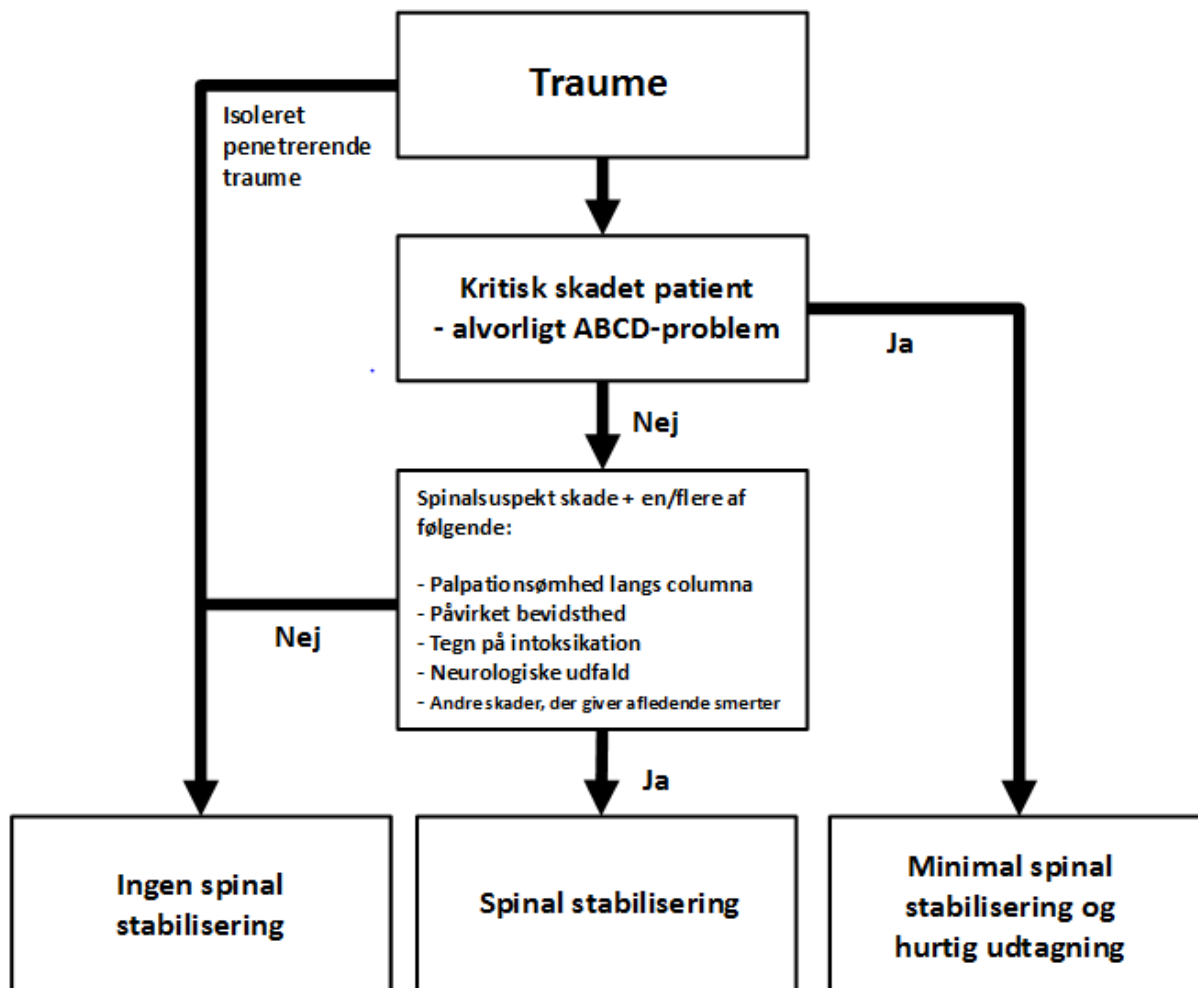 Traume
Isoleret
penetrerende
traume
Kritisk skadet patient
- alvorligt ABCD-problem
Ja
Nej
Spinalsuspekt skade + en/flere af
følgende:
- Palpationsømhed langs columna
- Påvirket bevidsthed
- Tegn på intoksikation
- Neurologiske udfald
- Andre skader, der giver afledende smerter
Nej
Ja
Ingen spinal
stabilisering
Spinal stabilisering
Minimal spinal
stabilisering og
hurtig udtagning